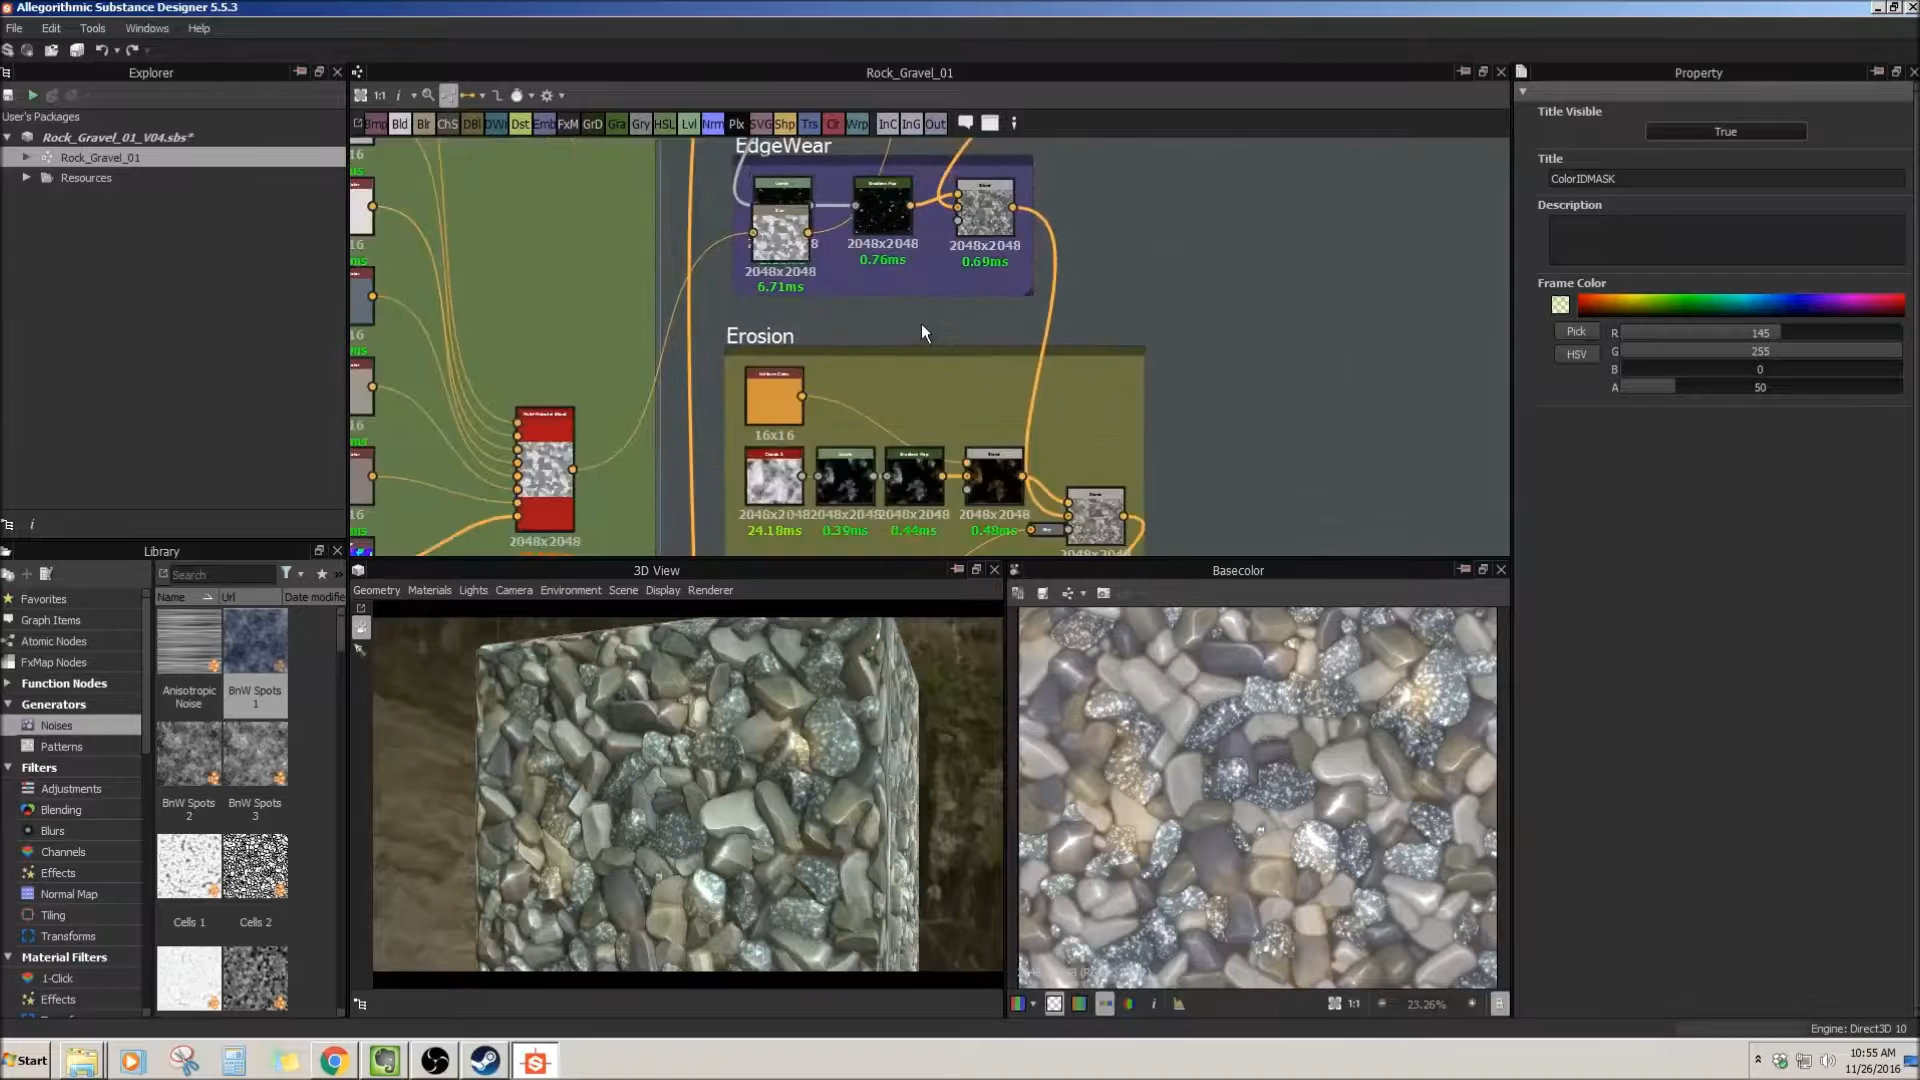 Allegorithmic Substance Designer 5.5.3
File Edit Tools Windows Help
Explorer
Rock_Gravel_01
Property
1:1 i
User's Packages
Rock_Gravel_01_V04.sbs*
Rock_Gravel_01
Resources
Bmp Bld Blr ChS DBl DWr Dst Emb FxM GrD Gra Gry HSL Lvl Nrm Plx SVG Shp Trs Clr Wrp InC InG Out
EdgeWear
2048x2048
6.71ms
2048x2048
0.76ms
2048x2048
0.69ms
Erosion
16x16
2048x2048
24.18ms
2048x2048
0.39ms
2048x2048
0.44ms
2048x2048
0.48ms
2048x2048
2048x2048
Title Visible
True
Title
ColorIDMASK
Description
Frame Color
Pick
HSV
R 145
G 255
B 0
A 50
Library
Search
Name Url Date modifie
Favorites
Graph Items
Atomic Nodes
FxMap Nodes
Function Nodes
Generators
Noises
Patterns
Filters
Adjustments
Blending
Blurs
Channels
Effects
Normal Map
Tiling
Transforms
Material Filters
1-Click
Effects
Anisotropic Noise
BnW Spots 1
BnW Spots 2
BnW Spots 3
Cells 1
Cells 2
3D View
Geometry Materials Lights Camera Environment Scene Display Renderer
Basecolor
1:1
23.26%
Engine: Direct3D 10
Start
10:55 AM
11/26/2016